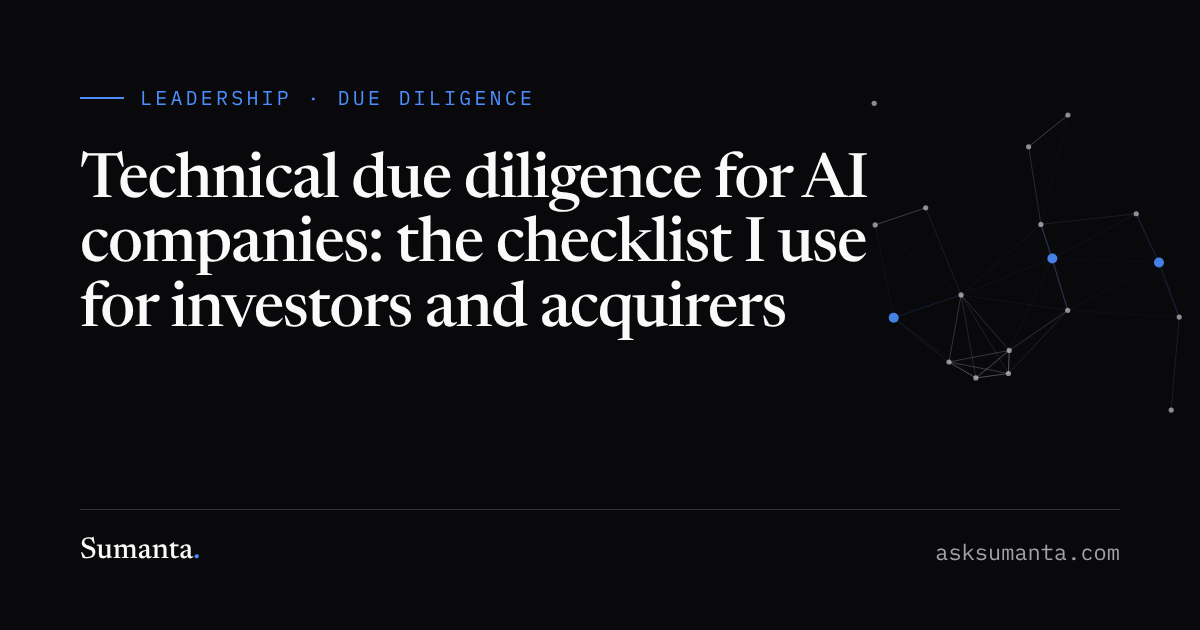 LEADERSHIP · DUE DILIGENCE
Technical due diligence for AI
companies: the checklist I use
for investors and acquirers
Sumanta.
asksumanta.com